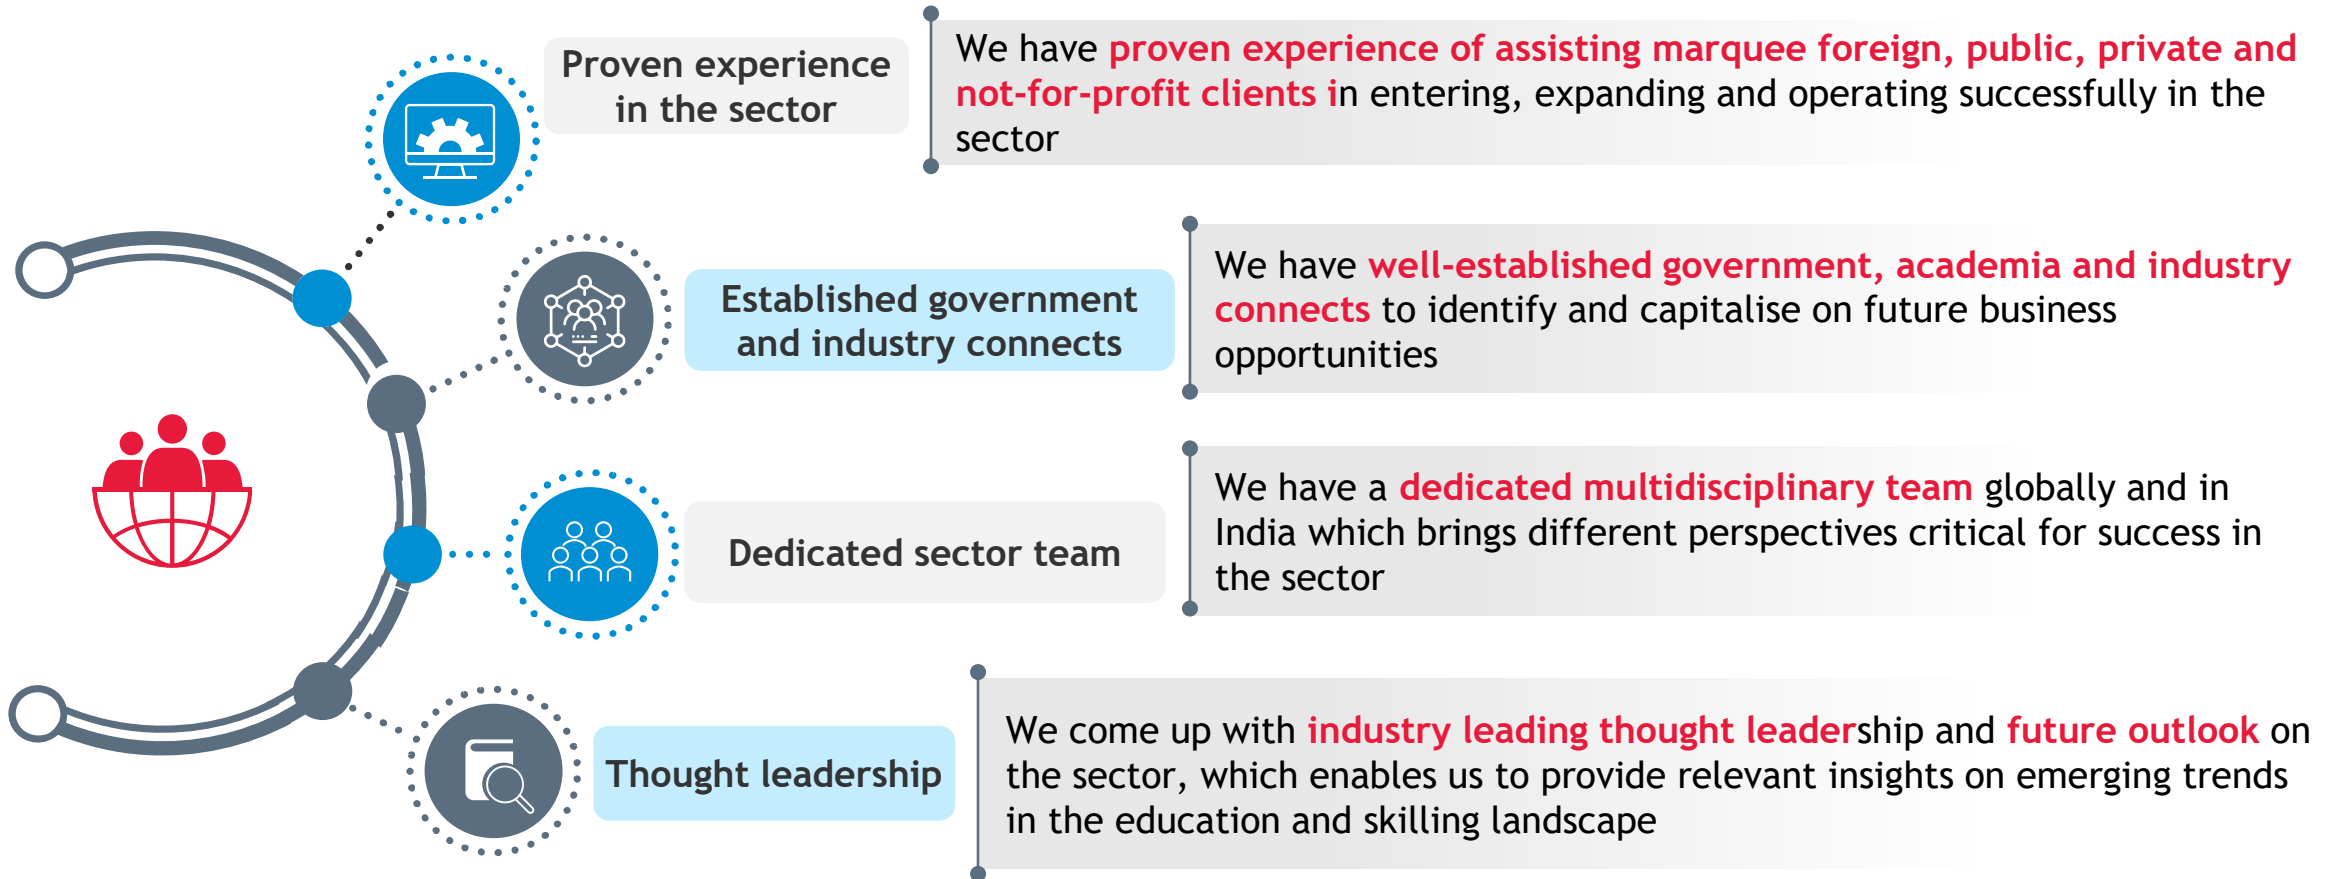 Proven experience
in the sector
We have proven experience of assisting marquee foreign, public, private and
not-for-profit clients in entering, expanding and operating successfully in the
sector
Established government
and industry connects
We have well-established government, academia and industry
connects to identify and capitalise on future business
opportunities
Dedicated sector team
We have a dedicated multidisciplinary team globally and in
India which brings different perspectives critical for success in
the sector
Thought leadership
We come up with industry leading thought leadership and future outlook on
the sector, which enables us to provide relevant insights on emerging trends
in the education and skilling landscape